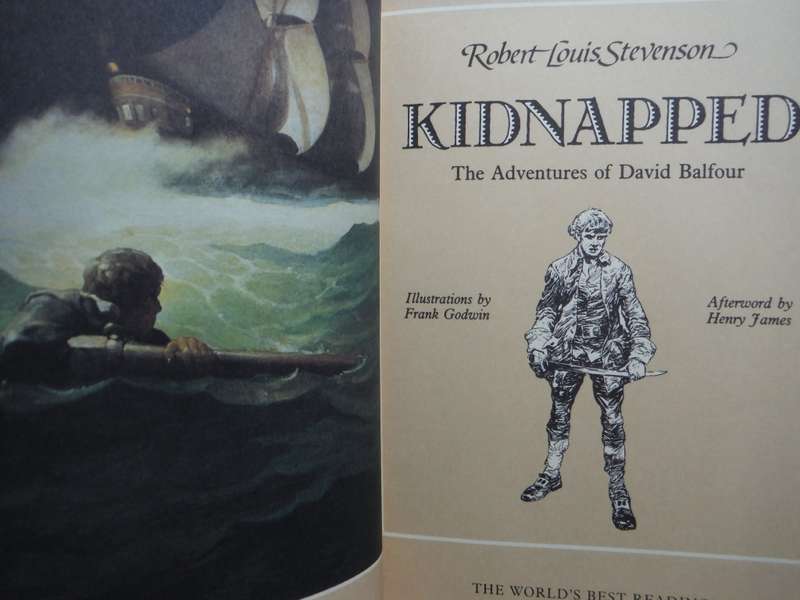 Robert Louis Stevenson
KIDNAPPED
The Adventures of David Balfour
Illustrations by
Frank Godwin
Afterword by
Henry James
THE WORLD'S BEST READING